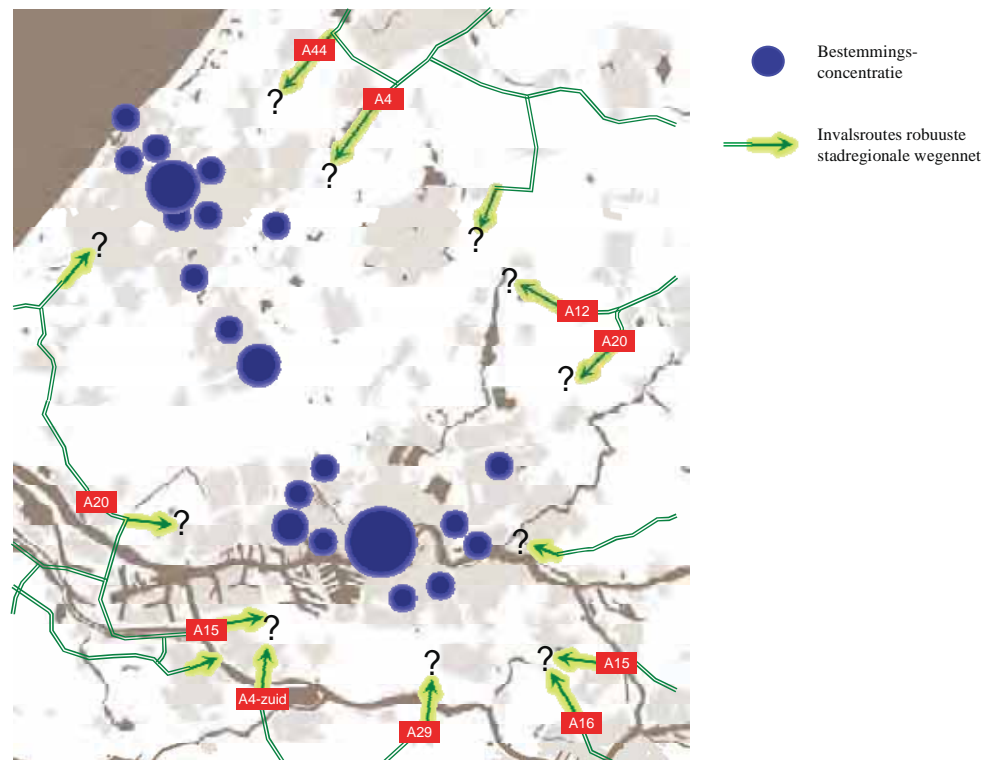 A44
?
A4
?
?
?
?
A12
A20
?
A20
?
?
A15
?
A4-zuid
?
A29
?
A15
A16
Bestemmings-
concentratie
Invalsroutes robuuste
stadregionale wegennet